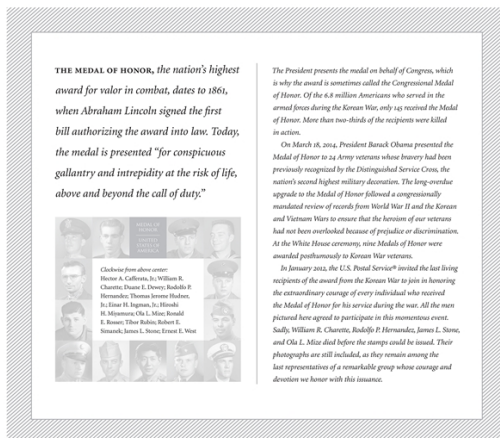 THE MEDAL OF HONOR, the nation's highest
award for valor in combat, dates to 1861,
when Abraham Lincoln signed the first
bill authorizing the award into law. Today,
the medal is presented “for conspicuous
gallantry and intrepidity at the risk of life,
above and beyond the call of duty.”
MEDAL OF
HONOR
UNITED
STATES OF
AMERICA
Clockwise from above center:
Hector A. Cafferata, Jr.; William R.
Charette; Duane E. Dewey; Rodolfo P.
Hernandez; Thomas Jerome Hudner,
Jr.; Einar H. Ingman, Jr.; Hiroshi
H. Miyamura; Ola L. Mize; Ronald
E. Rosser; Tibor Rubin; Robert E.
Simanek; James L. Stone; Ernest E. West
The President presents the medal on behalf of Congress, which
is why the award is sometimes called the Congressional Medal
of Honor. Of the 6.8 million Americans who served in the
armed forces during the Korean War, only 145 received the Medal
of Honor. More than two-thirds of the recipients were killed
in action.
On March 18, 2014, President Barack Obama presented the
Medal of Honor to 24 Army veterans whose bravery had been
previously recognized by the Distinguished Service Cross, the
nation's second highest military decoration. The long-overdue
upgrade to the Medal of Honor followed a congressionally
mandated review of records from World War II and the Korean
and Vietnam Wars to ensure that the heroism of our veterans
had not been overlooked because of prejudice or discrimination.
At the White House ceremony, nine Medals of Honor were
awarded posthumously to Korean War veterans.
In January 2012, the U.S. Postal Service® invited the last living
recipients of the award from the Korean War to join in honoring
the extraordinary courage of every individual who received
the Medal of Honor for his service during the war. All the men
pictured here agreed to participate in this momentous event.
Sadly, William R. Charette, Rodolfo P. Hernandez, James L. Stone,
and Ola L. Mize died before the stamps could be issued. Their
photographs are still included, as they remain among the
last representatives of a remarkable group whose courage and
devotion we honor with this issuance.